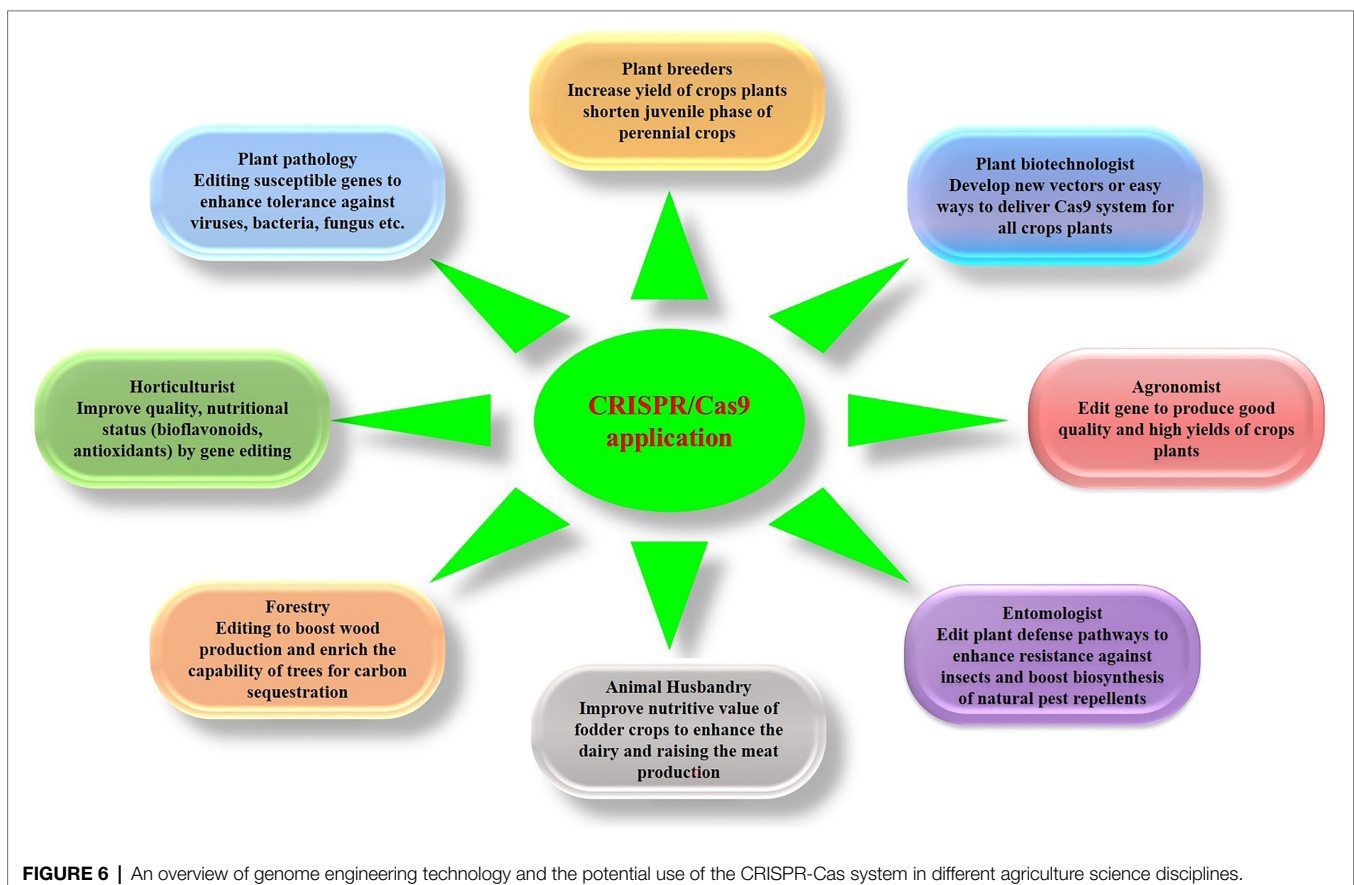 Plant breeders
Increase yield of crops plants
shorten juvenile phase of
perennial crops
Plant pathology
Editing susceptible genes to
enhance tolerance against
viruses, bacteria, fungus etc.
Plant biotechnologist
Develop new vectors or easy
ways to deliver Cas9 system for
all crops plants
Horticulturist
Improve quality, nutritional
status (bioflavonoids,
antioxidants) by gene editing
CRISPR/Cas9
application
Agronomist
Edit gene to produce good
quality and high yields of crops
plants
Forestry
Editing to boost wood
production and enrich the
capability of trees for carbon
sequestration
Animal Husbandry
Improve nutritive value of
fodder crops to enhance the
dairy and raising the meat
production
Entomologist
Edit plant defense pathways to
enhance resistance against
insects and boost biosynthesis
of natural pest repellents
FIGURE 6 | An overview of genome engineering technology and the potential use of the CRISPR-Cas system in different agriculture science disciplines.